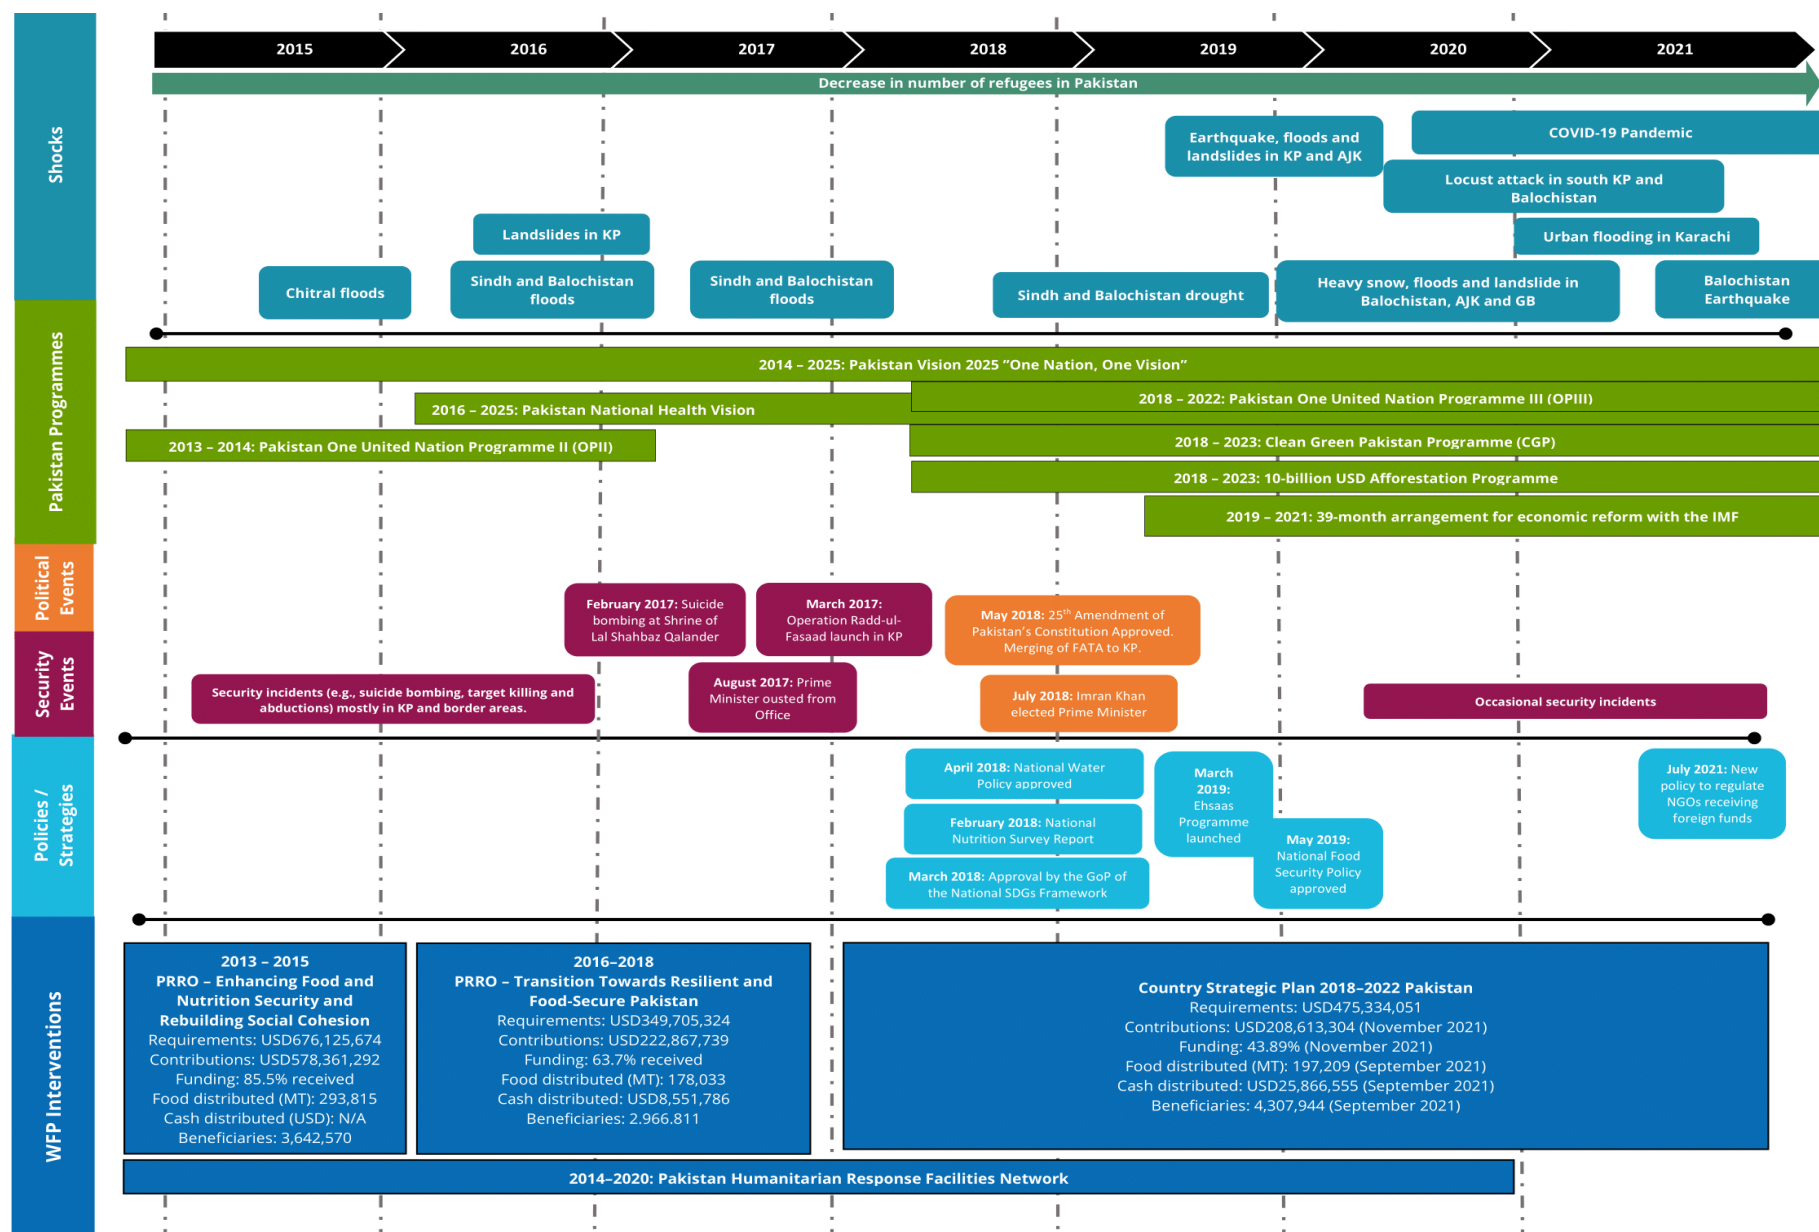 Shocks
2015
2016
2017
2018
2019
2020
2021
Decrease in number of refugees in Pakistan
Earthquake, floods and
landslides in KP and AJK
COVID-19 Pandemic
Locust attack in south KP and
Balochistan
Landslides in KP
Urban flooding in Karachi
Chitral floods
Sindh and Balochistan
floods
Sindh and Balochistan
floods
Sindh and Balochistan drought
Heavy snow, floods and landslide in
Balochistan, AJK and GB
Balochistan
Earthquake
Pakistan Programmes
2014 – 2025: Pakistan Vision 2025 ”One Nation, One Vision”
2016 – 2025: Pakistan National Health Vision
2018 – 2022: Pakistan One United Nation Programme III (OPIII)
2013 – 2014: Pakistan One United Nation Programme II (OPII)
2018 – 2023: Clean Green Pakistan Programme (CGP)
2018 – 2023: 10-billion USD Afforestation Programme
2019 – 2021: 39-month arrangement for economic reform with the IMF
Political
Events
Security
Events
February 2017: Suicide
bombing at Shrine of
Lal Shahbaz Qalander
March 2017:
Operation Radd-ul-
Fasaad launch in KP
May 2018: 25th Amendment of
Pakistan’s Constitution Approved.
Merging of FATA to KP.
Security incidents (e.g., suicide bombing, target killing and
abductions) mostly in KP and border areas.
August 2017: Prime
Minister ousted from
Office
July 2018: Imran Khan
elected Prime Minister
Occasional security incidents
Policies /
Strategies
April 2018: National Water
Policy approved
February 2018: National
Nutrition Survey Report
March 2018: Approval by the GoP of
the National SDGs Framework
March
2019:
Ehsaas
Programme
launched
May 2019:
National Food
Security Policy
approved
July 2021: New
policy to regulate
NGOs receiving
foreign funds
WFP Interventions
2013 – 2015
PRRO – Enhancing Food and
Nutrition Security and
Rebuilding Social Cohesion
Requirements: USD676,125,674
Contributions: USD578,361,292
Funding: 85.5% received
Food distributed (MT): 293,815
Cash distributed (USD): N/A
Beneficiaries: 3,642,570
2016–2018
PRRO – Transition Towards Resilient and
Food-Secure Pakistan
Requirements: USD349,705,324
Contributions: USD222,867,739
Funding: 63.7% received
Food distributed (MT): 178,033
Cash distributed: USD8,551,786
Beneficiaries: 2.966.811
Country Strategic Plan 2018–2022 Pakistan
Requirements: USD475,334,051
Contributions: USD208,613,304 (November 2021)
Funding: 43.89% (November 2021)
Food distributed (MT): 197,209 (September 2021)
Cash distributed: USD25,866,555 (September 2021)
Beneficiaries: 4,307,944 (September 2021)
2014–2020: Pakistan Humanitarian Response Facilities Network